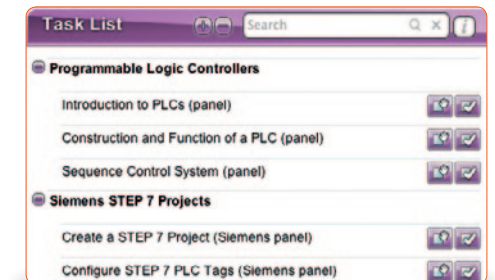 Task List
Search
Programmable Logic Controllers
Introduction to PLCs (panel)
Construction and Function of a PLC (panel)
Sequence Control System (panel)
Siemens STEP 7 Projects
Create a STEP 7 Project (Siemens panel)
Configure STEP 7 PLC Tags (Siemens panel)